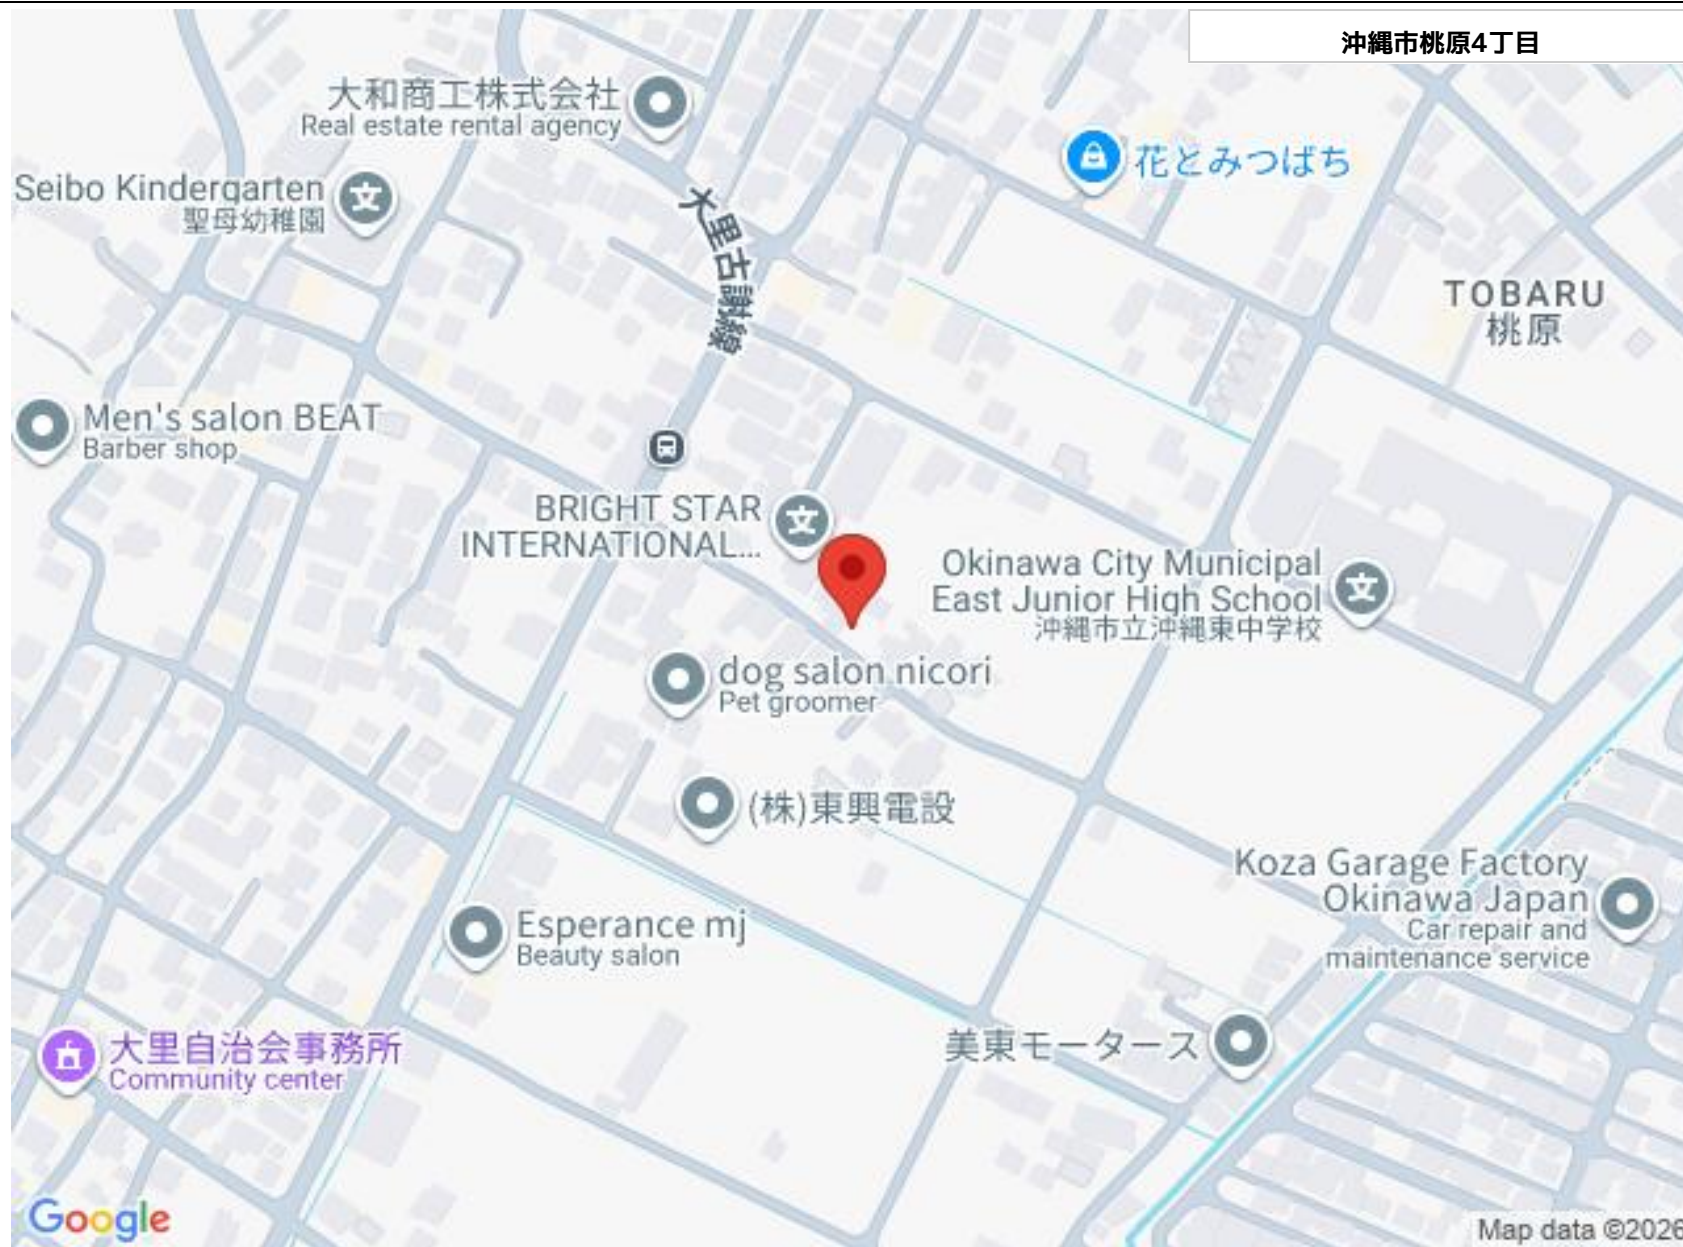 沖縄市桃原4丁目
大和商工株式会社
Real estate rental agency
花とみつばち
Seibo Kindergarten
聖母幼稚園
大里古謝線
TOBARU
桃原
Men's salon BEAT
Barber shop
BRIGHT STAR
INTERNATIONAL...
Okinawa City Municipal
East Junior High School
沖縄市立沖縄東中学校
dog salon nicori
Pet groomer
(株)東興電設
Koza Garage Factory
Okinawa Japan
Car repair and
maintenance service
Esperance mj
Beauty salon
大里自治会事務所
Community center
美東モータース
Google
Map data ©2026